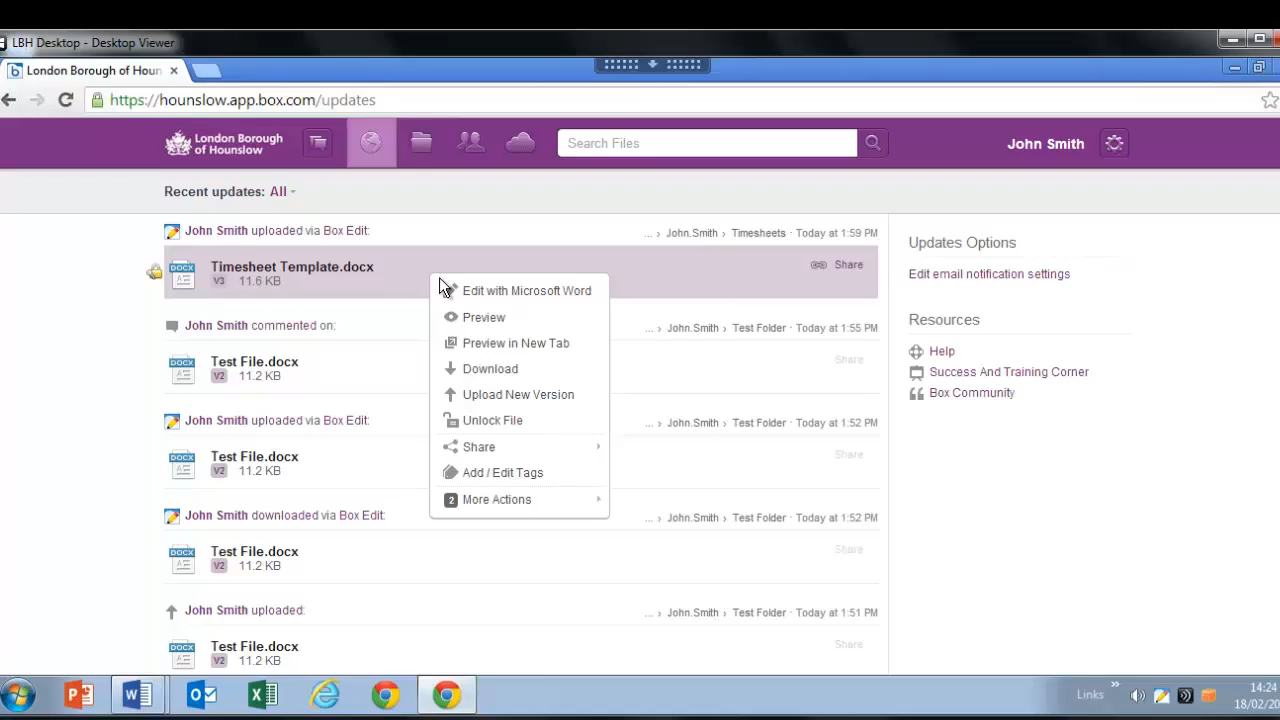 LBH Desktop - Desktop Viewer
London Borough of Houn
https://hounslow.app.box.com/updates
London Borough
of Hounslow
Search Files
John Smith
Recent updates: All
John Smith uploaded via Box Edit:
... › John.Smith › Timesheets · Today at 1:59 PM
DOCX
Timesheet Template.docx
Share
V3 11.6 KB
John Smith commented on:
... › John.Smith › Test Folder · Today at 1:55 PM
DOCX
Test File.docx
Share
V2 11.2 KB
John Smith uploaded via Box Edit:
... › John.Smith › Test Folder · Today at 1:52 PM
DOCX
Test File.docx
Share
V2 11.2 KB
John Smith downloaded via Box Edit:
... › John.Smith › Test Folder · Today at 1:52 PM
DOCX
Test File.docx
Share
V2 11.2 KB
John Smith uploaded:
... › John.Smith › Test Folder · Today at 1:51 PM
DOCX
Test File.docx
Share
V2 11.2 KB
Edit with Microsoft Word
Preview
Preview in New Tab
Download
Upload New Version
Unlock File
Share
Add / Edit Tags
2 More Actions
Updates Options
Edit email notification settings
Resources
Help
Success And Training Corner
Box Community
Links
14:24
18/02/20